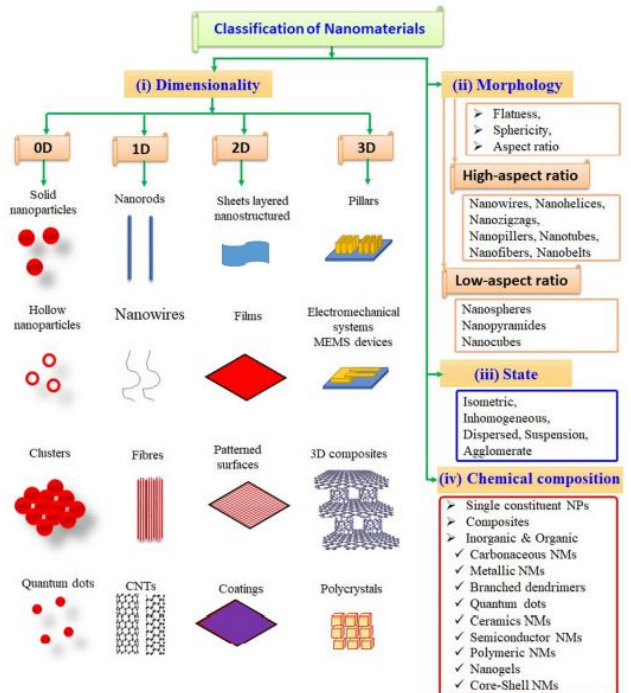 Classification of Nanomaterials
(i) Dimensionality
0D
1D
2D
3D
Solid
nanoparticles
Nanorods
Sheets layered
nanostructured
Pillars
Hollow
nanoparticles
Nanowires
Films
Electromechanical
systems
MEMS devices
Clusters
Fibres
Patterned
surfaces
3D composites
Quantum dots
CNTs
Coatings
Polycrystals
(ii) Morphology
➢ Flatness,
➢ Sphericity,
➢ Aspect ratio
High-aspect ratio
Nanowires, Nanohelices,
Nanozigzags,
Nanopillers, Nanotubes,
Nanofibers, Nanobelts
Low-aspect ratio
Nanospheres
Nanopyramides
Nanocubes
(iii) State
Isometric,
Inhomogeneous,
Dispersed, Suspension,
Agglomerate
(iv) Chemical composition
➢ Single constituent NPs
➢ Composites
➢ Inorganic & Organic
✓ Carbonaceous NMs
✓ Metallic NMs
✓ Branched dendrimers
✓ Quantum dots
✓ Ceramics NMs
✓ Semiconductor NMs
✓ Polymeric NMs
✓ Nanogels
✓ Core-Shell NMs